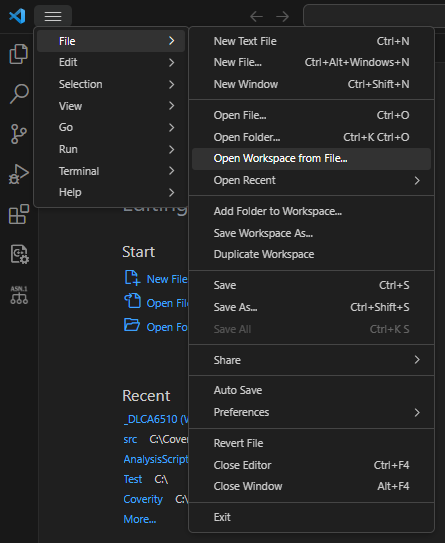 File
Edit
Selection
View
Go
Run
Terminal
Help
New Text File Ctrl+N
New File... Ctrl+Alt+Windows+N
New Window Ctrl+Shift+N
Open File... Ctrl+O
Open Folder... Ctrl+K Ctrl+O
Open Workspace from File...
Open Recent
Add Folder to Workspace...
Save Workspace As...
Duplicate Workspace
Save Ctrl+S
Save As... Ctrl+Shift+S
Save All Ctrl+K S
Share
Auto Save
Preferences
Revert File
Close Editor Ctrl+F4
Close Window Alt+F4
Exit
ASN.1
Editing
Start
New File
Open Fil
Open Fo
Recent
_DLCA6510 (W
src C:\Cover
AnalysisScript
Test C:\
Coverity C:\
More...